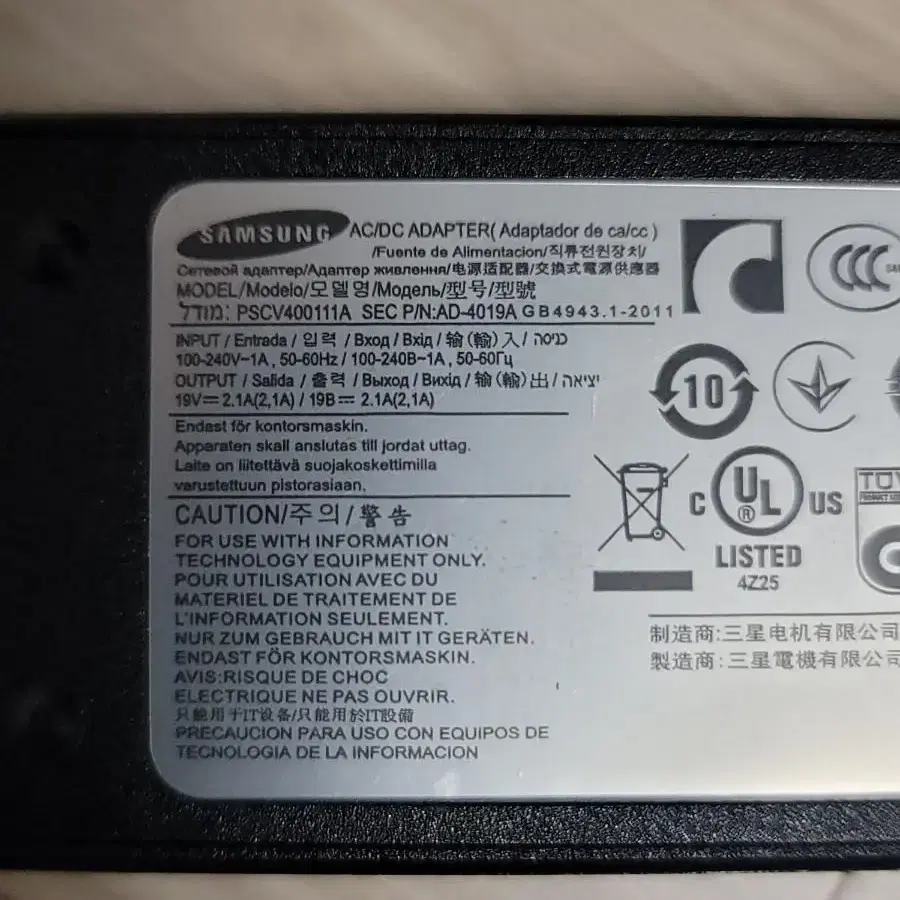 SAMSUNG AC/DC ADAPTER( Adaptador de ca/cc )
/Fuente de Alimentacion/직류전원장치/
Сетевой адаптер/Адаптер живлення/电源适配器/交換式電源供應器
MODEL/Modelo/모델명/Модель/型号/型號
מודל: PSCV400111A SEC P/N:AD-4019A GB4943.1-2011
INPUT / Entrada / 입력 / Вход / Вхід / 输(輸)入 / כניסה
100-240V~1A, 50-60Hz / 100-240В~1А, 50-60Гц
OUTPUT / Salida / 출력 / Выход / Вихід / 输(輸)出 / יציאה
19V⎓2.1A(2,1A) / 19В⎓2.1A(2,1A)
Endast för kontorsmaskin.
Apparaten skall anslutas till jordat uttag.
Laite on liitettävä suojakoskettimilla
varustettuun pistorasiaan.
CAUTION/주의/警告
FOR USE WITH INFORMATION
TECHNOLOGY EQUIPMENT ONLY.
POUR UTILISATION AVEC DU
MATERIEL DE TRAITEMENT DE
L'INFORMATION SEULEMENT.
NUR ZUM GEBRAUCH MIT IT GERÄTEN.
ENDAST FÖR KONTORSMASKIN.
AVIS:RISQUE DE CHOC
ELECTRIQUE NE PAS OUVRIR.
只能用于IT设备/只能用於IT設備
PRECAUCION PARA USO CON EQUIPOS DE
TECNOLOGIA DE LA INFORMACION
CCC
10
C UL ® US
LISTED
4Z25
制造商:三星电机有限公司
製造商:三星電機有限公司